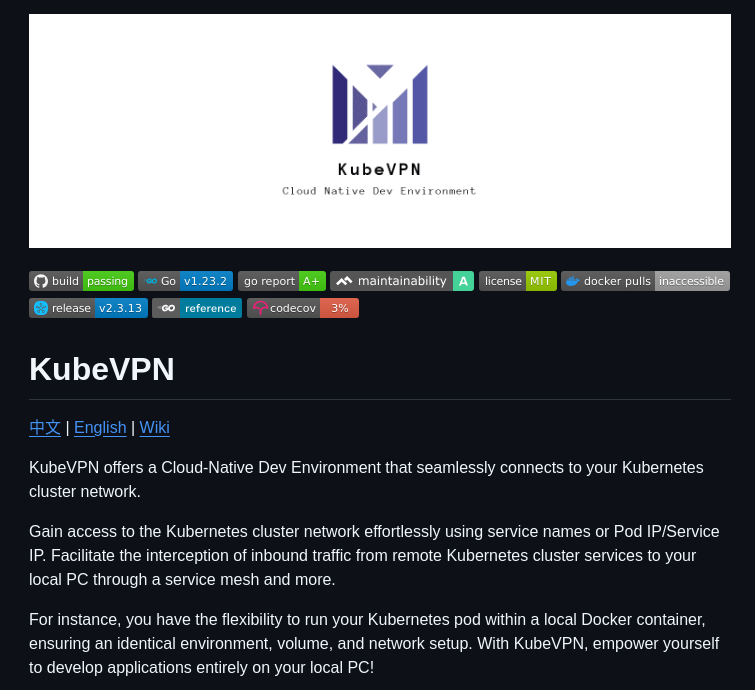 KubeVPN
Cloud Native Dev Environment
build passing Go v1.23.2 go report A+ maintainability A license MIT docker pulls inaccessible
release v2.3.13 GO reference codecov 3%
KubeVPN
中文 | English | Wiki
KubeVPN offers a Cloud-Native Dev Environment that seamlessly connects to your Kubernetes
cluster network.
Gain access to the Kubernetes cluster network effortlessly using service names or Pod IP/Service
IP. Facilitate the interception of inbound traffic from remote Kubernetes cluster services to your
local PC through a service mesh and more.
For instance, you have the flexibility to run your Kubernetes pod within a local Docker container,
ensuring an identical environment, volume, and network setup. With KubeVPN, empower yourself
to develop applications entirely on your local PC!